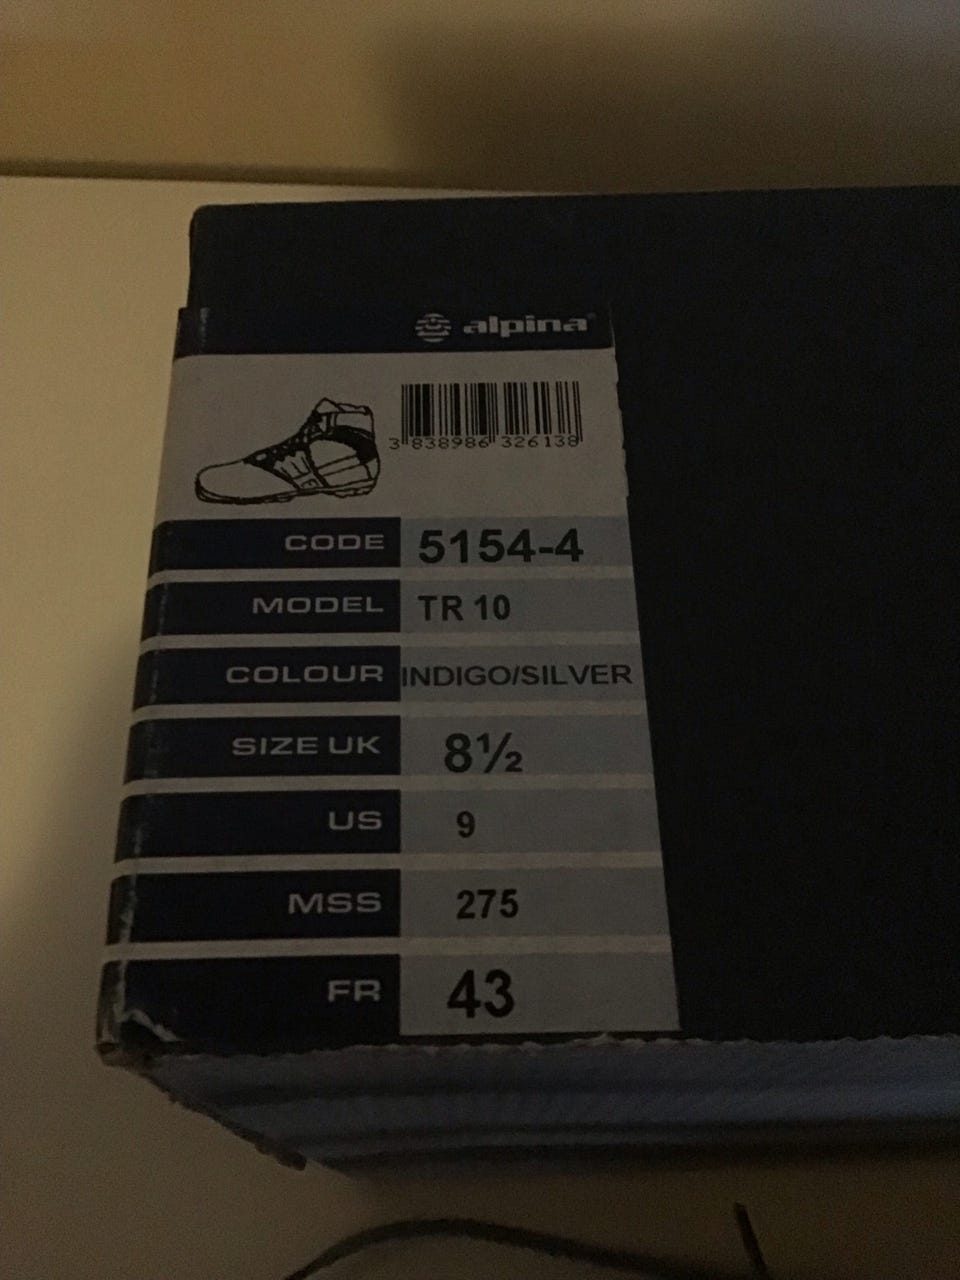 alpina
3 838986 326138
CODE 5154-4
MODEL TR 10
COLOUR INDIGO/SILVER
SIZE UK 8½
US 9
MSS 275
FR 43